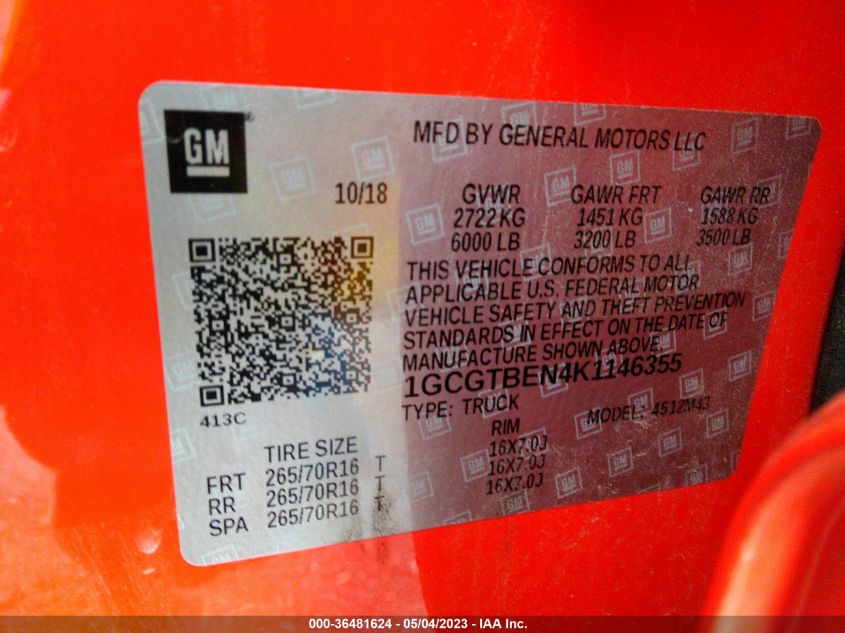 GM
MFD BY GENERAL MOTORS LLC
10/18
GVWR GAWR FRT GAWR RR
2722 KG 1451 KG 1588 KG
6000 LB 3200 LB 3500 LB
THIS VEHICLE CONFORMS TO ALL
APPLICABLE U.S. FEDERAL MOTOR
VEHICLE SAFETY AND THEFT PREVENTION
STANDARDS IN EFFECT ON THE DATE OF
MANUFACTURE SHOWN ABOVE.
1GCGTBEN4K1146355
TYPE: TRUCK MODEL: 4512M43
413C
TIRE SIZE RIM
FRT 265/70R16 T 16X7.0J
RR 265/70R16 T 16X7.0J
SPA 265/70R16 T 16X7.0J
000-36481624 - 05/04/2023 - IAA Inc.